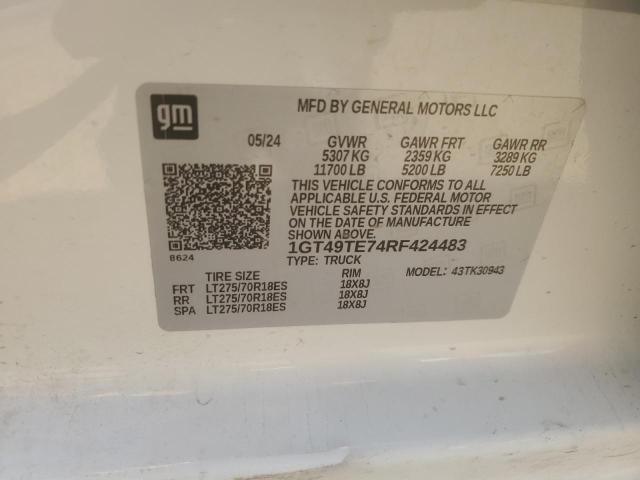 gm
MFD BY GENERAL MOTORS LLC
05/24 GVWR GAWR FRT GAWR RR
5307 KG 2359 KG 3289 KG
11700 LB 5200 LB 7250 LB
THIS VEHICLE CONFORMS TO ALL
APPLICABLE U.S. FEDERAL MOTOR
VEHICLE SAFETY STANDARDS IN EFFECT
ON THE DATE OF MANUFACTURE
SHOWN ABOVE.
8624 1GT49TE74RF424483
TYPE: TRUCK MODEL: 43TK30943
TIRE SIZE RIM
FRT LT275/70R18ES 18X8J
RR LT275/70R18ES 18X8J
SPA LT275/70R18ES 18X8J